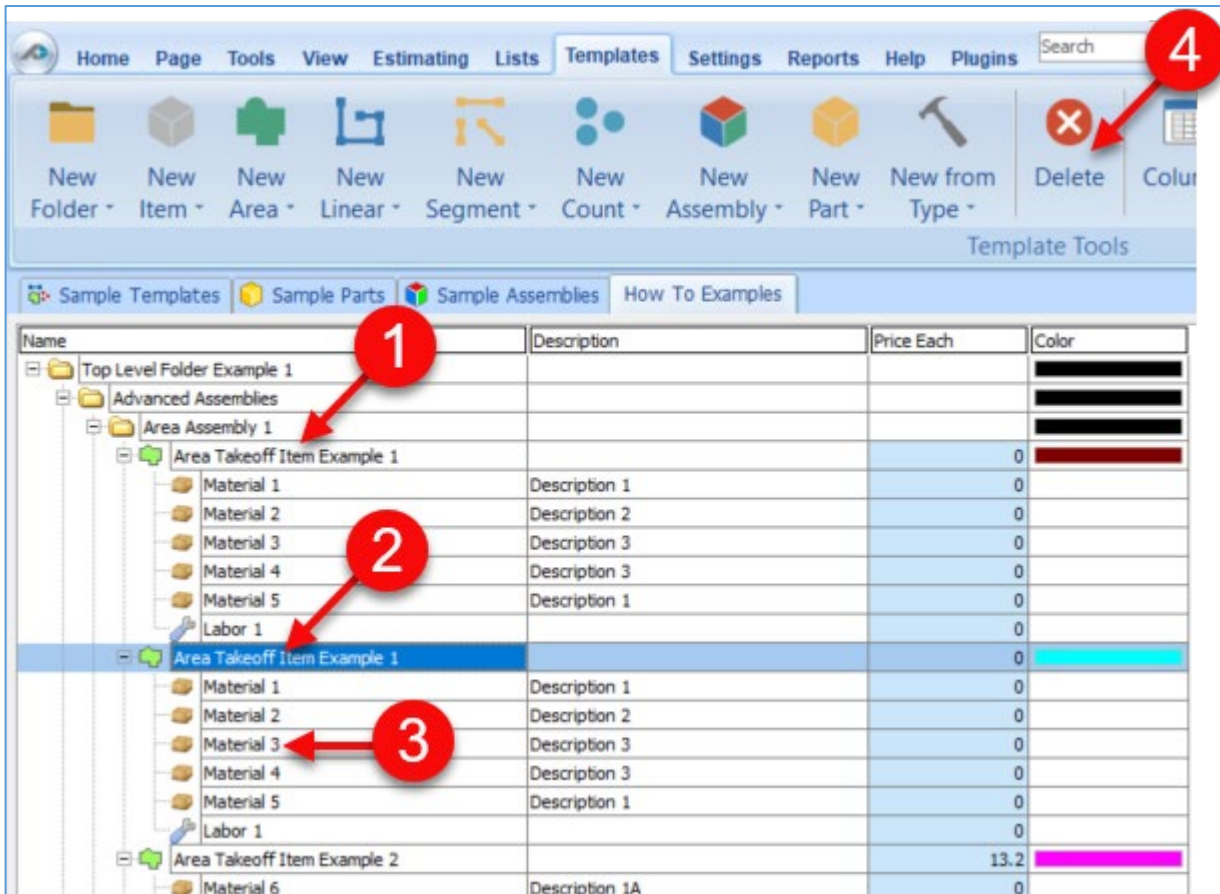 Home Page Tools View Estimating Lists Templates Settings Reports Help Plugins Search 4
New Folder New Item New Area New Linear New Segment New Count New Assembly New Part New from Type Delete
Template Tools
Sample Templates Sample Parts Sample Assemblies How To Examples
Name Description Price Each Color
1
Top Level Folder Example 1
Advanced Assemblies
Area Assembly 1
Area Takeoff Item Example 1 0
Material 1 Description 1 0
Material 2 Description 2 0
Material 3 Description 3 0
2
Material 4 Description 3 0
Material 5 Description 1 0
Labor 1 0
Area Takeoff Item Example 1 0
Material 1 Description 1 0
Material 2 Description 2 0
Material 3 3 Description 3 0
Material 4 Description 3 0
Material 5 Description 1 0
Labor 1 0
Area Takeoff Item Example 2 13.2
Material 6 Description 1A 0